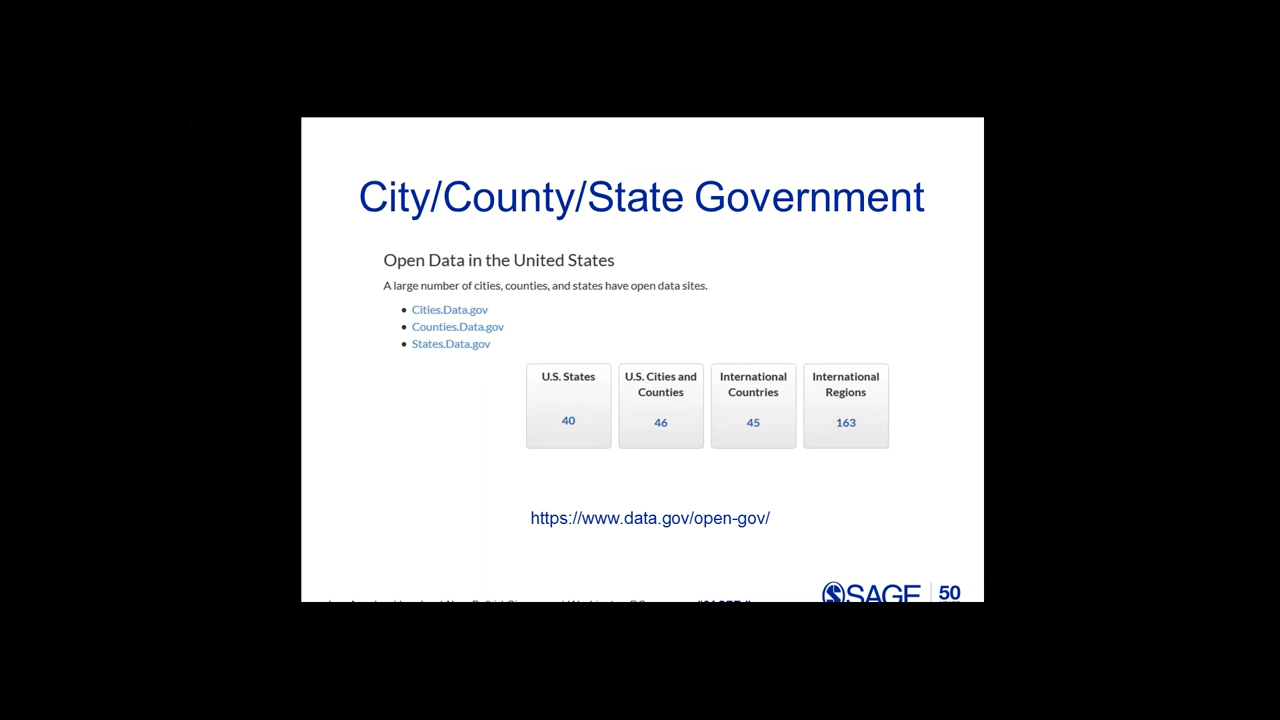 City/County/State Government
Open Data in the United States
A large number of cities, counties, and states have open data sites.
• Cities.Data.gov
• Counties.Data.gov
• States.Data.gov
U.S. States
40
U.S. Cities and
Counties
46
International
Countries
45
International
Regions
163
https://www.data.gov/open-gov/
SAGE
50